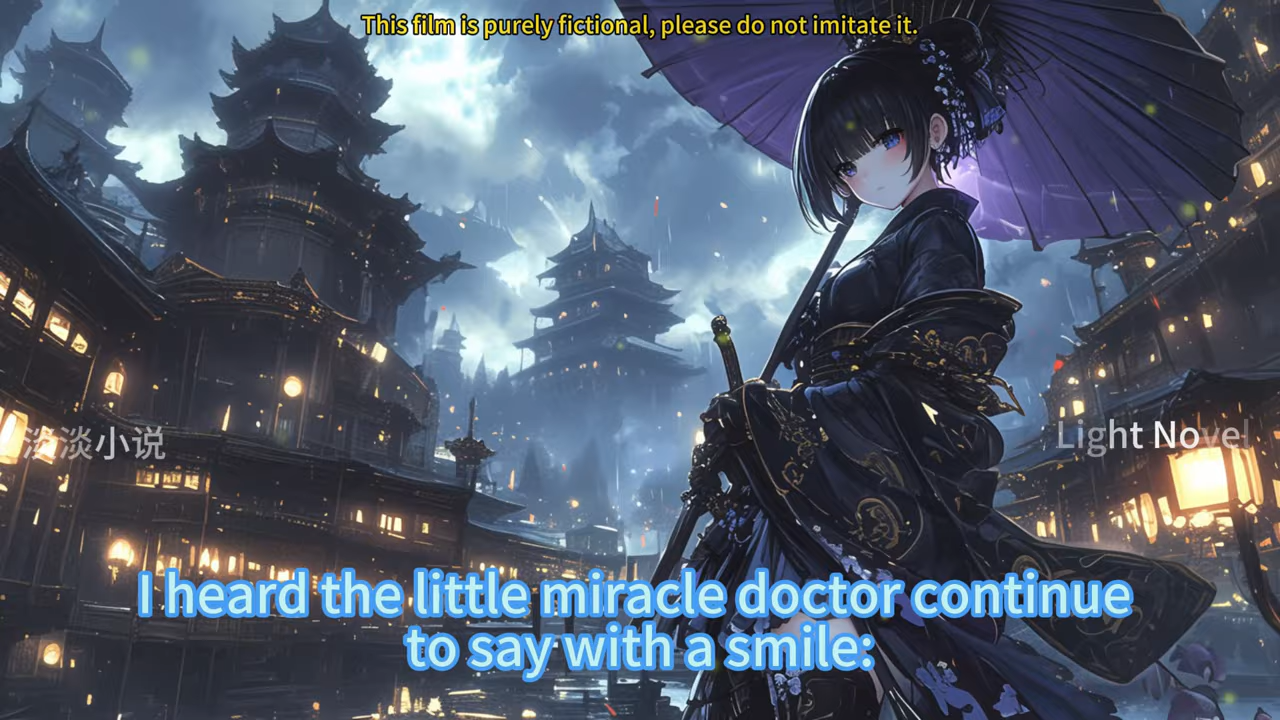 This film is purely fictional, please do not imitate it.
淡淡小说
Light Novel
I heard the little miracle doctor continue
to say with a smile: